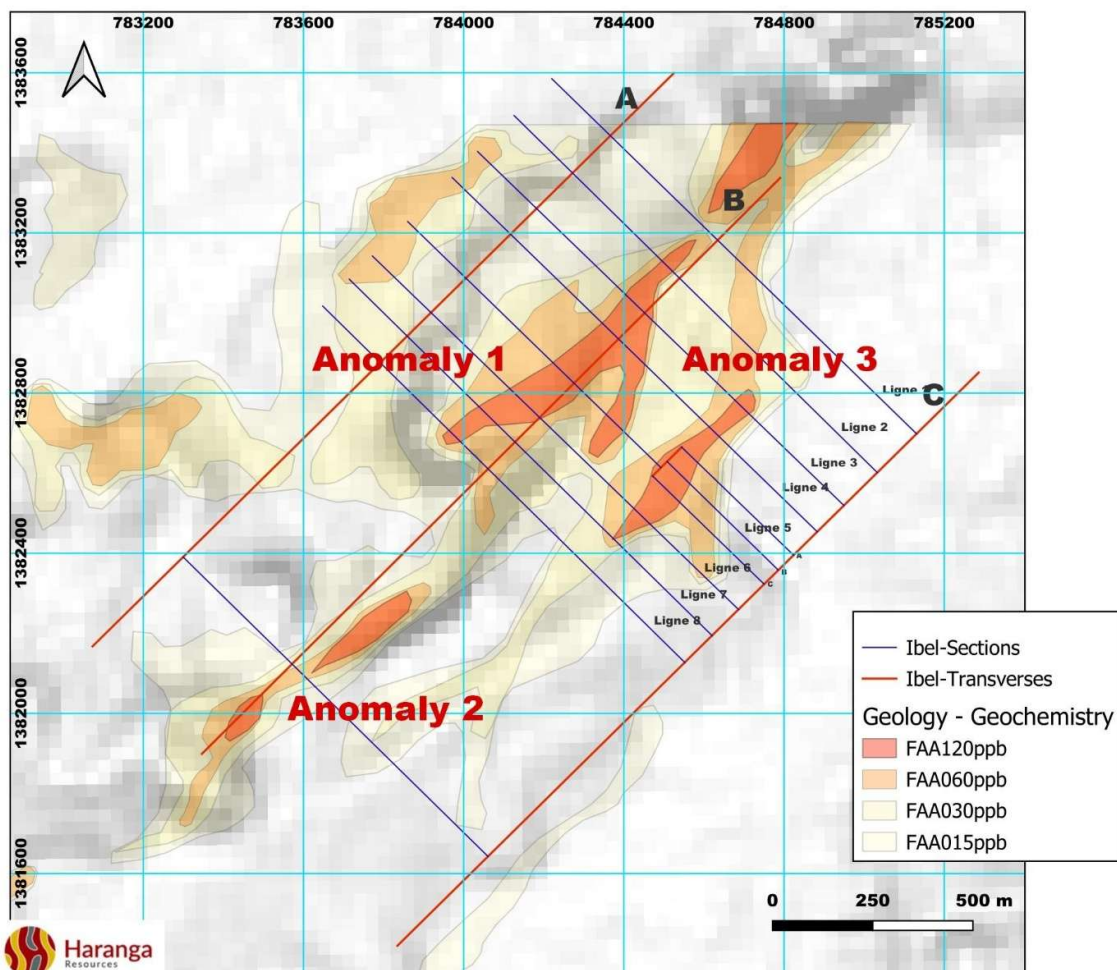 783200 783600 784000 784400 784800 785200
1383600
1383200
1382800
1382400
1382000
1381600
A
B
C
Anomaly 1
Anomaly 3
Anomaly 2
Ligne
Ligne 2
Ligne 3
Ligne 4
Ligne 5
Ligne 6
Ligne 7
Ligne 8
A
B
C
Ibel-Sections
Ibel-Transverses
Geology - Geochemistry
FAA120ppb
FAA060ppb
FAA030ppb
FAA015ppb
0 250 500 m
Haranga
Resources